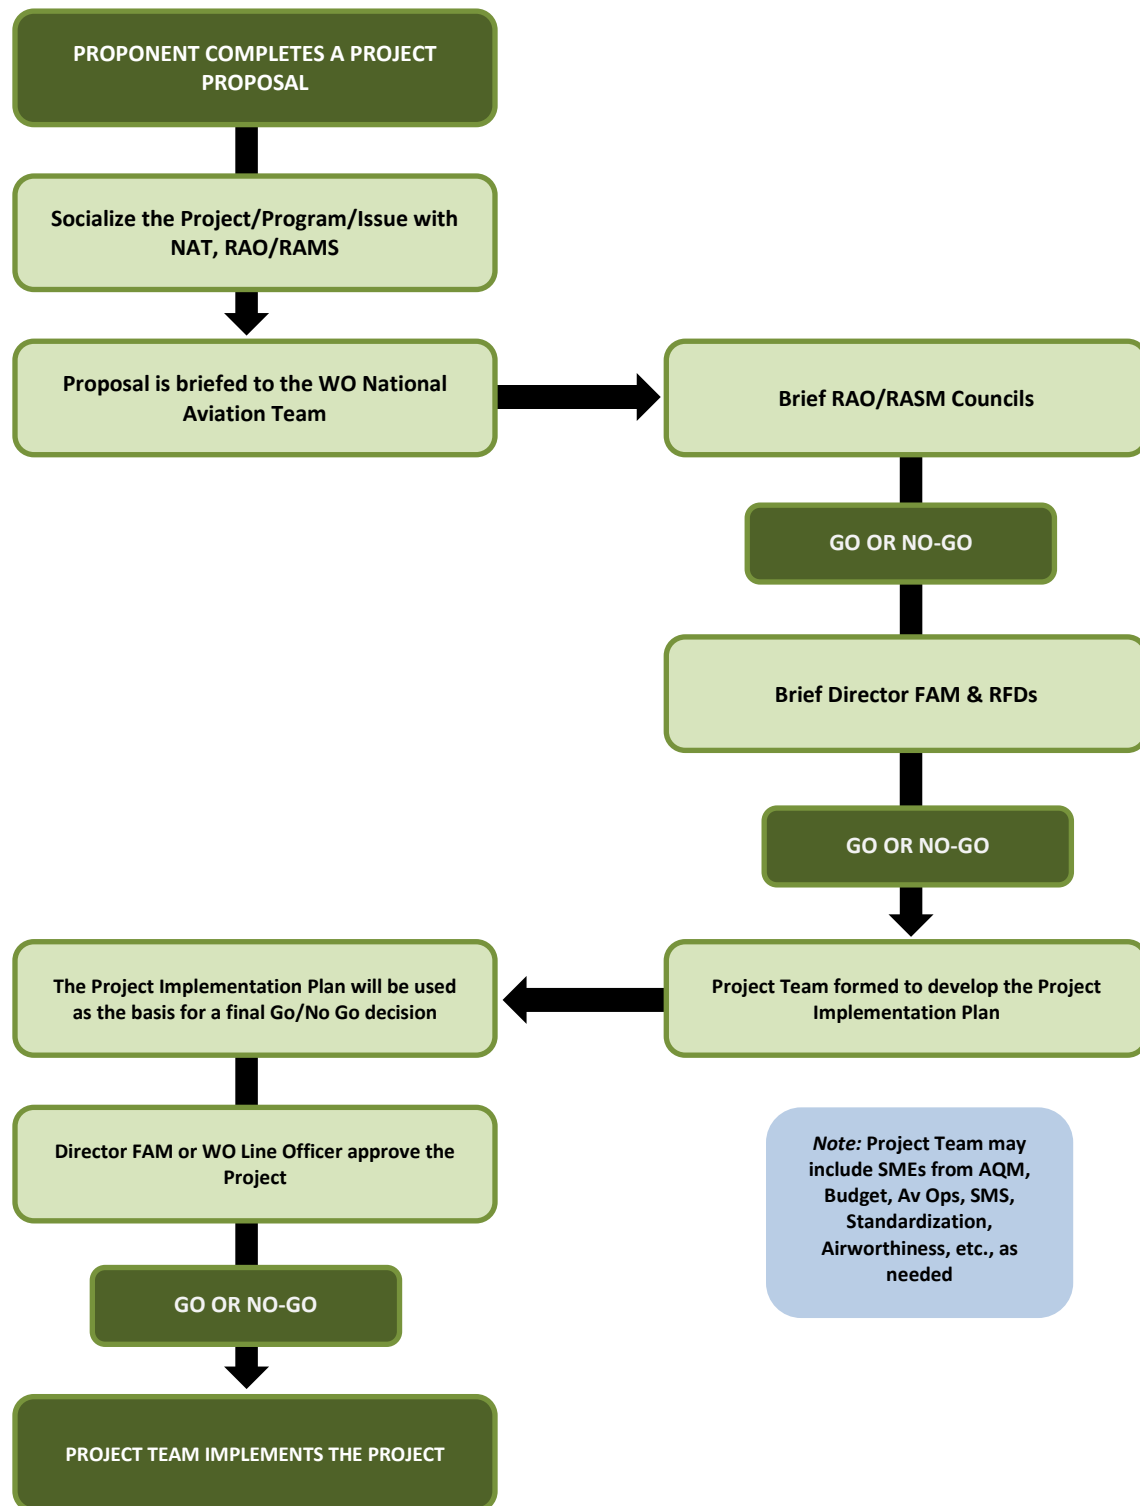 PROPONENT COMPLETES A PROJECT
PROPOSAL
Socialize the Project/Program/Issue with
NAT, RAO/RAMS
Proposal is briefed to the WO National
Aviation Team
Brief RAO/RASM Councils
GO OR NO-GO
Brief Director FAM & RFDs
GO OR NO-GO
Project Team formed to develop the Project
Implementation Plan
The Project Implementation Plan will be used
as the basis for a final Go/No Go decision
Director FAM or WO Line Officer approve the
Project
Note: Project Team may
include SMEs from AQM,
Budget, Av Ops, SMS,
Standardization,
Airworthiness, etc., as
needed
GO OR NO-GO
PROJECT TEAM IMPLEMENTS THE PROJECT